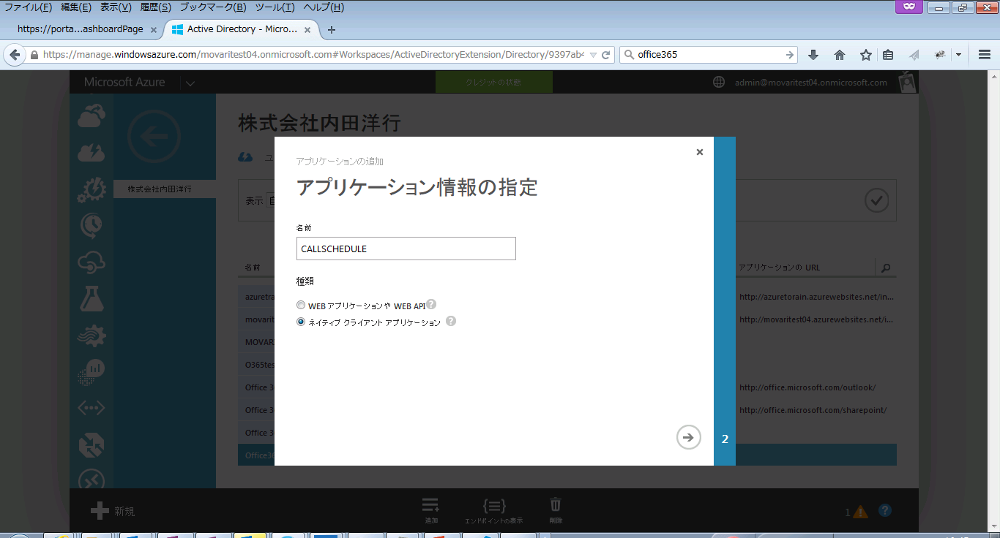 ファイル(F) 編集(E) 表示(V) 履歴(S) ブックマーク(B) ツール(T) ヘルプ(H)
https://porta...ashboardPage × Active Directory - Micro... × +
https://manage.windowsazure.com/movaritest04.onmicrosoft.com#Workspaces/ActiveDirectoryExtension/Directory/9397ab4 office365
Microsoft Azure クレジットの状態 admin@movaritest04.onmicrosoft.com
株式会社内田洋行
ユ
株式会社内田洋行
表示
アプリケーションの追加
アプリケーション情報の指定
名前
CALLSCHEDULE
種類
WEB アプリケーションや WEB API ?
ネイティブ クライアント アプリケーション ?
2
名前 アプリケーションの URL
azuretra http://azuretorain.azurewebsites.net/in...
movarit http://movaritest04.azurewebsites.net/i...
MOVAR
O365tes
Office 3 http://office.microsoft.com/outlook/
Office 3 http://office.microsoft.com/sharepoint/
Office 3
Office36
新規 追加 エンドポイントの表示 削除 1 ?